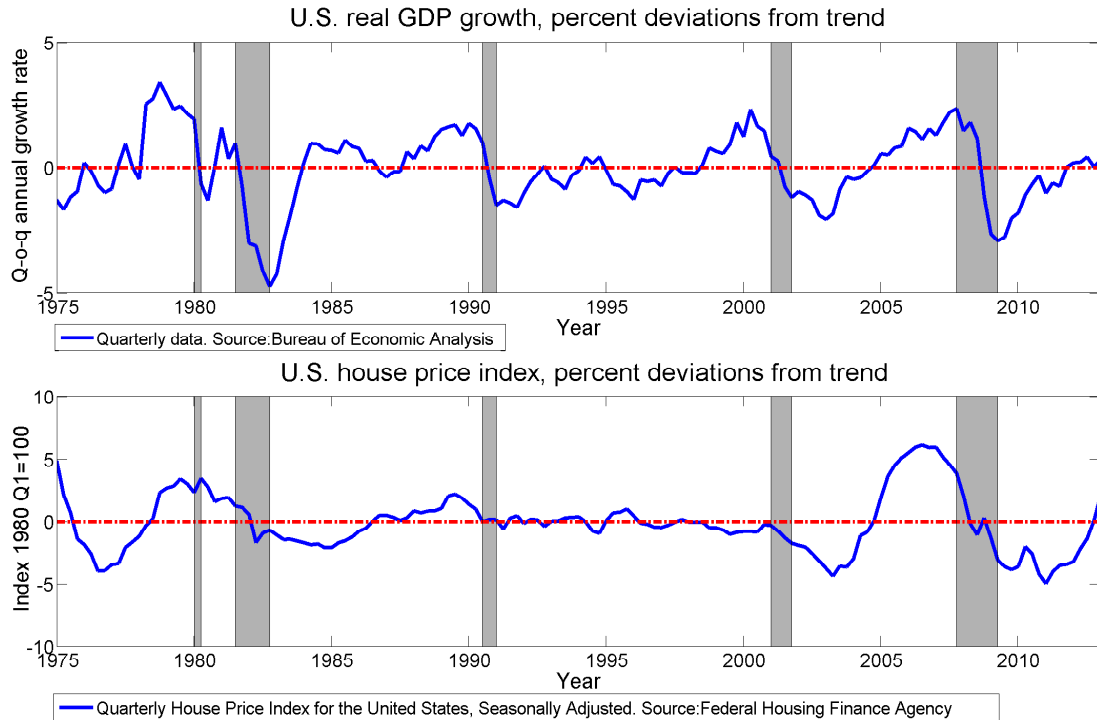 U.S. real GDP growth, percent deviations from trend
Q-o-q annual growth rate
5
0
-5
1975 1980 1985 1990 1995 2000 2005 2010
Year
Quarterly data. Source:Bureau of Economic Analysis
U.S. house price index, percent deviations from trend
Index 1980 Q1=100
10
5
0
-5
-10
1975 1980 1985 1990 1995 2000 2005 2010
Year
Quarterly House Price Index for the United States, Seasonally Adjusted. Source:Federal Housing Finance Agency